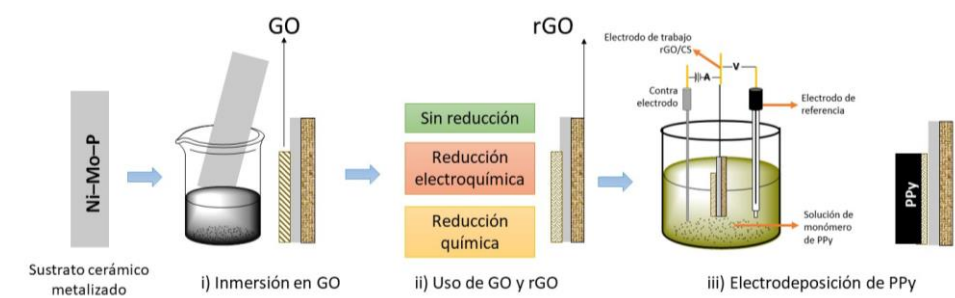 GO
rGO
Ni–Mo–P
Sustrato cerámico
metalizado
i) Inmersión en GO
Sin reducción
Reducción
electroquímica
Reducción
química
ii) Uso de GO y rGO
Electrodo de trabajo
rGO/CS
A
V
Contra
electrodo
Electrodo de
referencia
Solución de
monómero
de PPy
PPy
iii) Electrodeposición de PPy